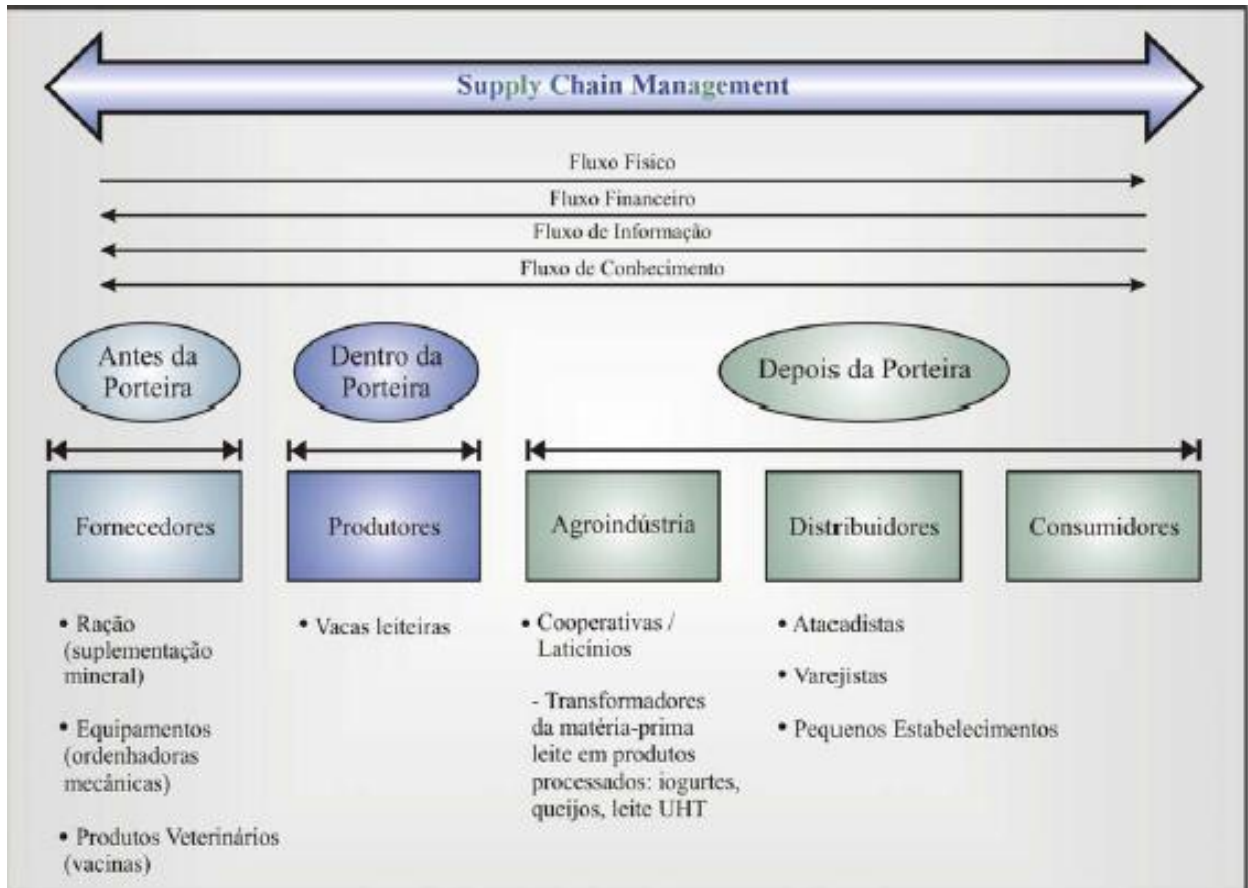 Supply Chain Management
Fluxo Físico
Fluxo Financeiro
Fluxo de Informação
Fluxo de Conhecimento
Antes da
Porteira
Dentro da
Porteira
Depois da Porteira
Fornecedores
Produtores
Agroindústria
Distribuidores
Consumidores
• Ração
(suplementação
mineral)
• Equipamentos
(ordenhadoras
mecânicas)
• Produtos Veterinários
(vacinas)
• Vacas leiteiras
• Cooperativas /
Laticínios
- Transformadores
da matéria-prima
leite em produtos
processados: iogurtes,
queijos, leite UHT
• Atacadistas
• Varejistas
• Pequenos Estabelecimentos